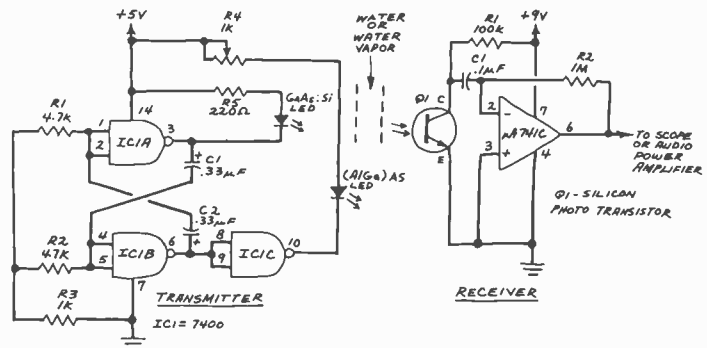 +5V
R4
1K
14
R5
220Ω
GaAs:Si
LED
R1
4.7K
1
2
IC1A
3
+
C1
.33µF
(AlGa)AS
LED
C2
.33µF
+
R2
4.7K
4
5
IC1B
6
8
9
IC1C
10
7
R3
1K
TRANSMITTER
IC1=7400
WATER
OR
WATER
VAPOR
R1
100K
+9V
C1
.1µF
R2
1M
Q1 C
E
2
-
7
µA741C
6
3
+
4
TO SCOPE
OR AUDIO
POWER
AMPLIFIER
Q1-SILICON
PHOTO TRANSISTOR
RECEIVER